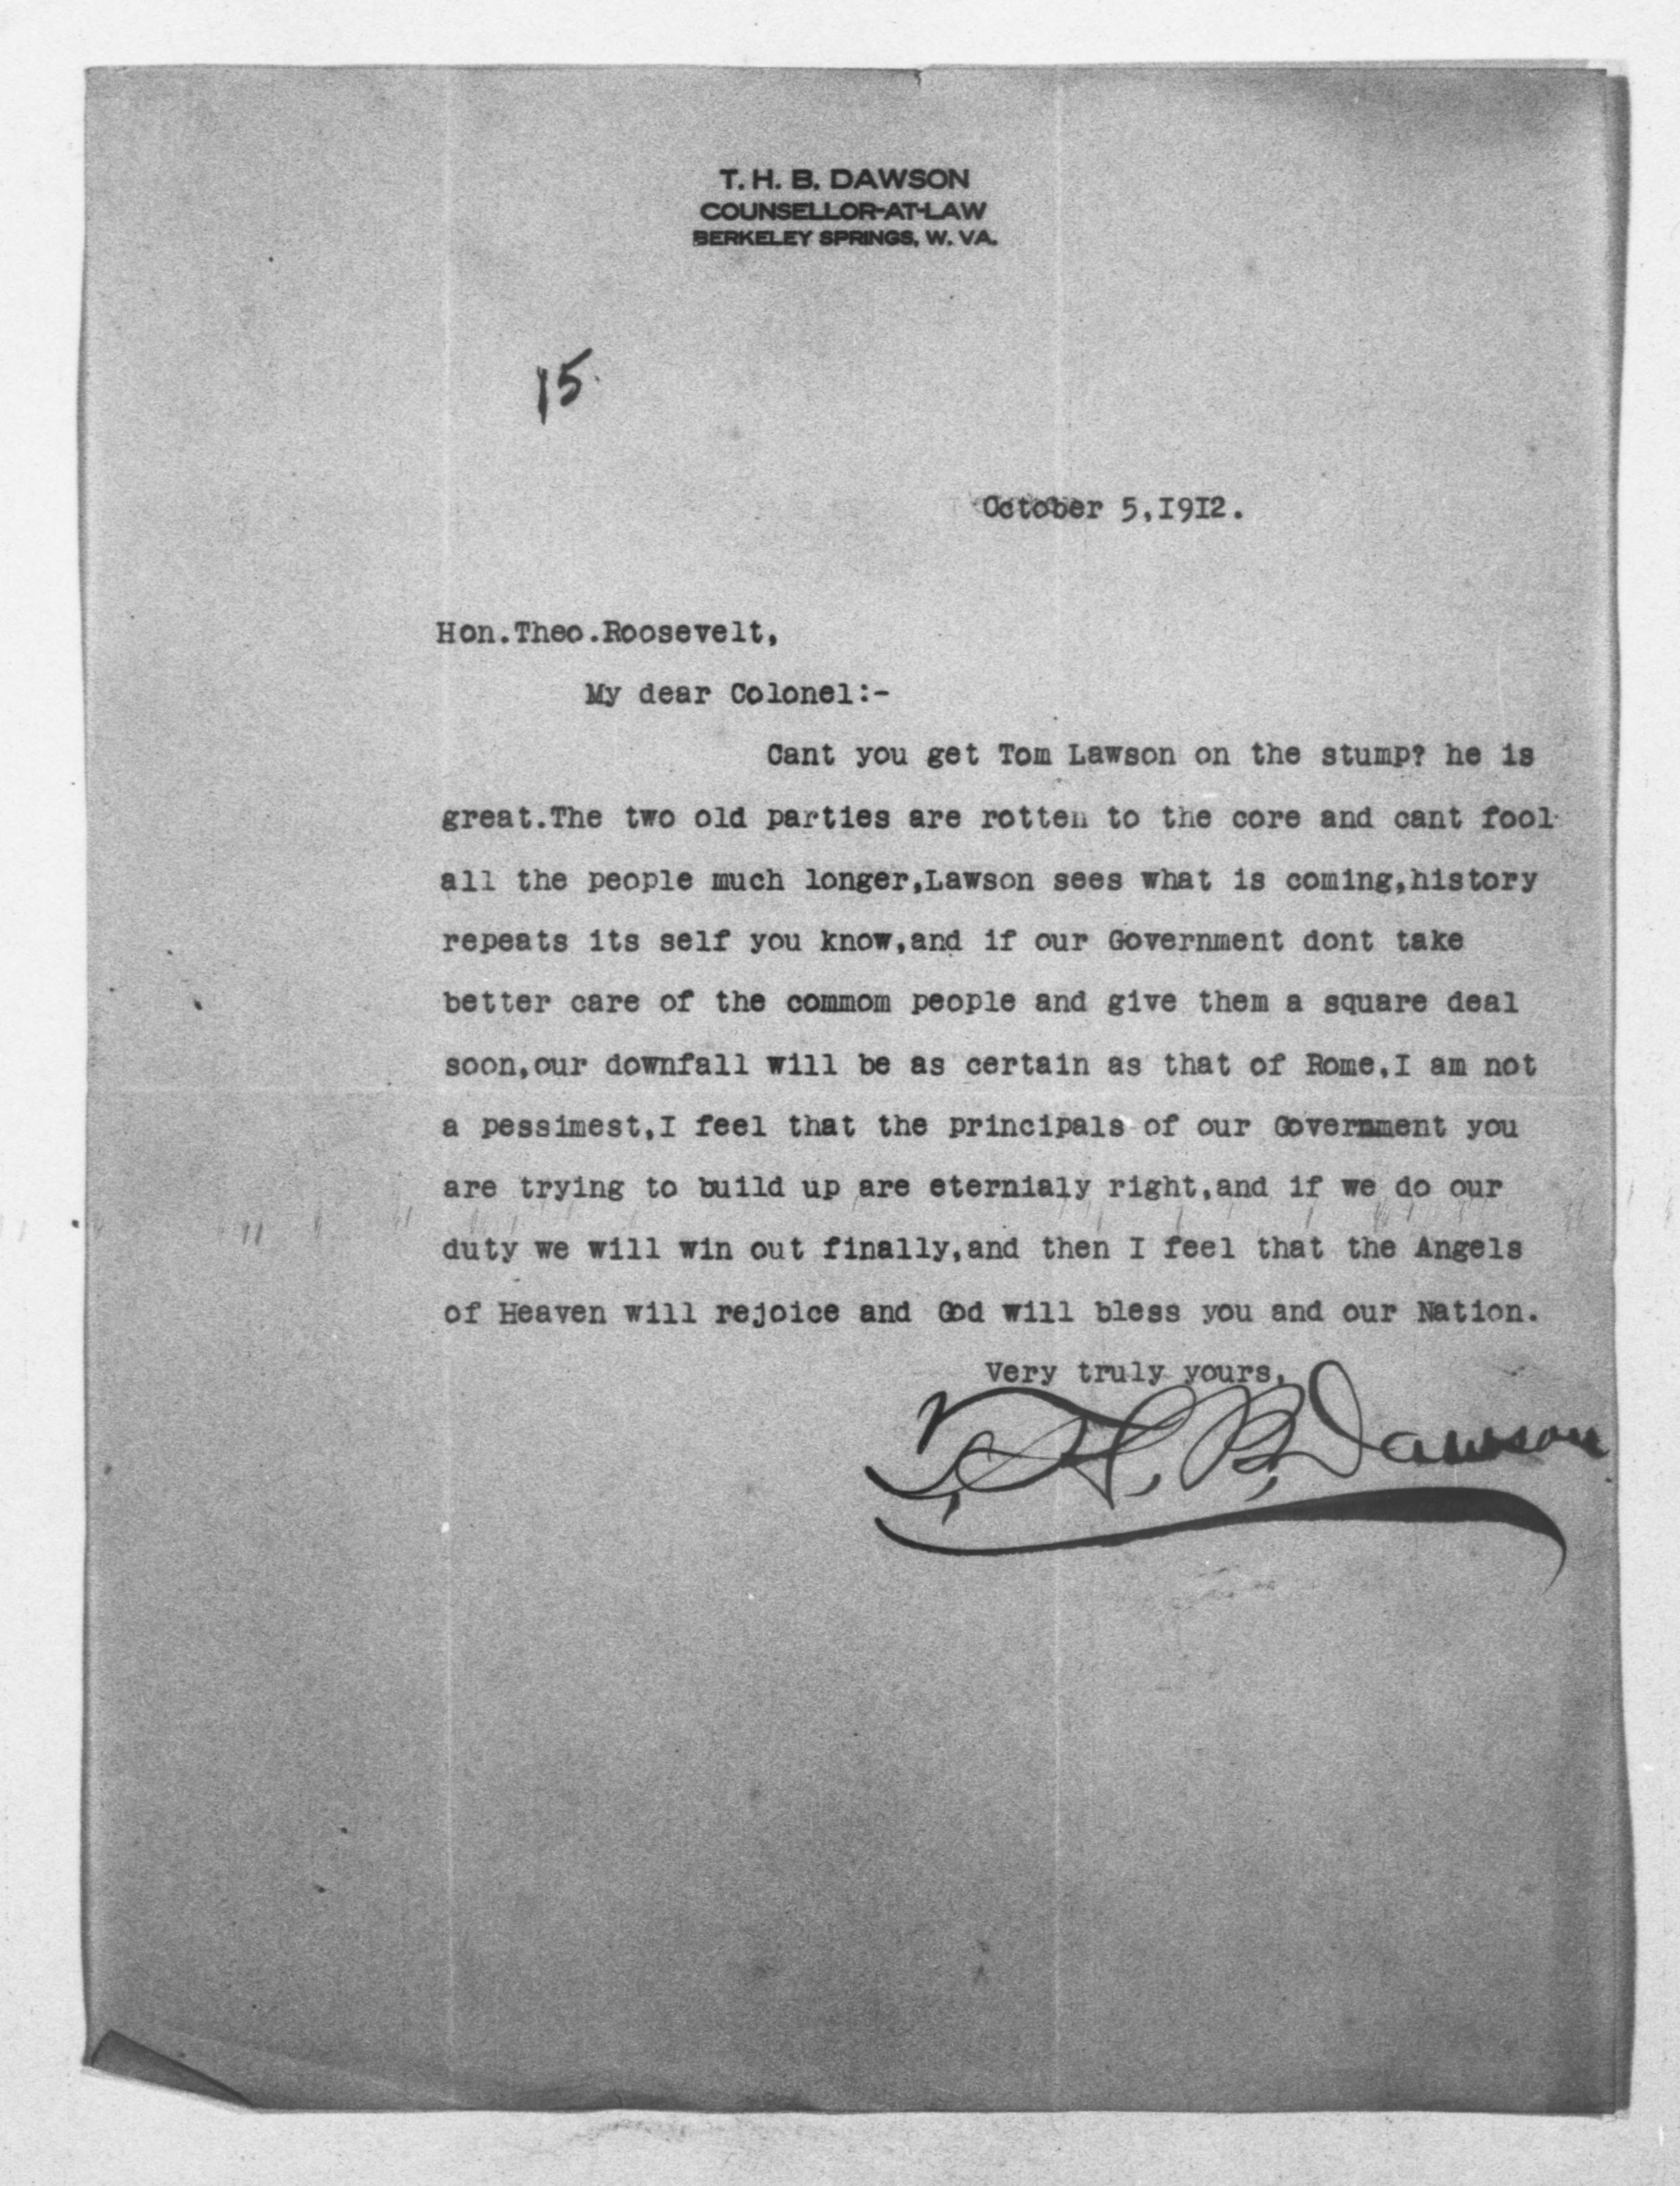 T. H. B. DAWSON
COUNSELLOR-AT-LAW
BERKELEY SPRINGS, W. VA.
15
October 5,I9I2.
Hon.Theo.Roosevelt,
My dear Colonel:-
Cant you get Tom Lawson on the stump? he is
great.The two old parties are rotten to the core and cant fool
all the people much longer,Lawson sees what is coming,history
repeats its self you know,and if our Government dont take
better care of the commom people and give them a square deal
soon,our downfall will be as certain as that of Rome,I am not
a pessimest,I feel that the principals of our Government you
are trying to build up are eternialy right,and if we do our
duty we will win out finally,and then I feel that the Angels
of Heaven will rejoice and God will bless you and our Nation.
Very truly yours,
T. H. B. Dawson